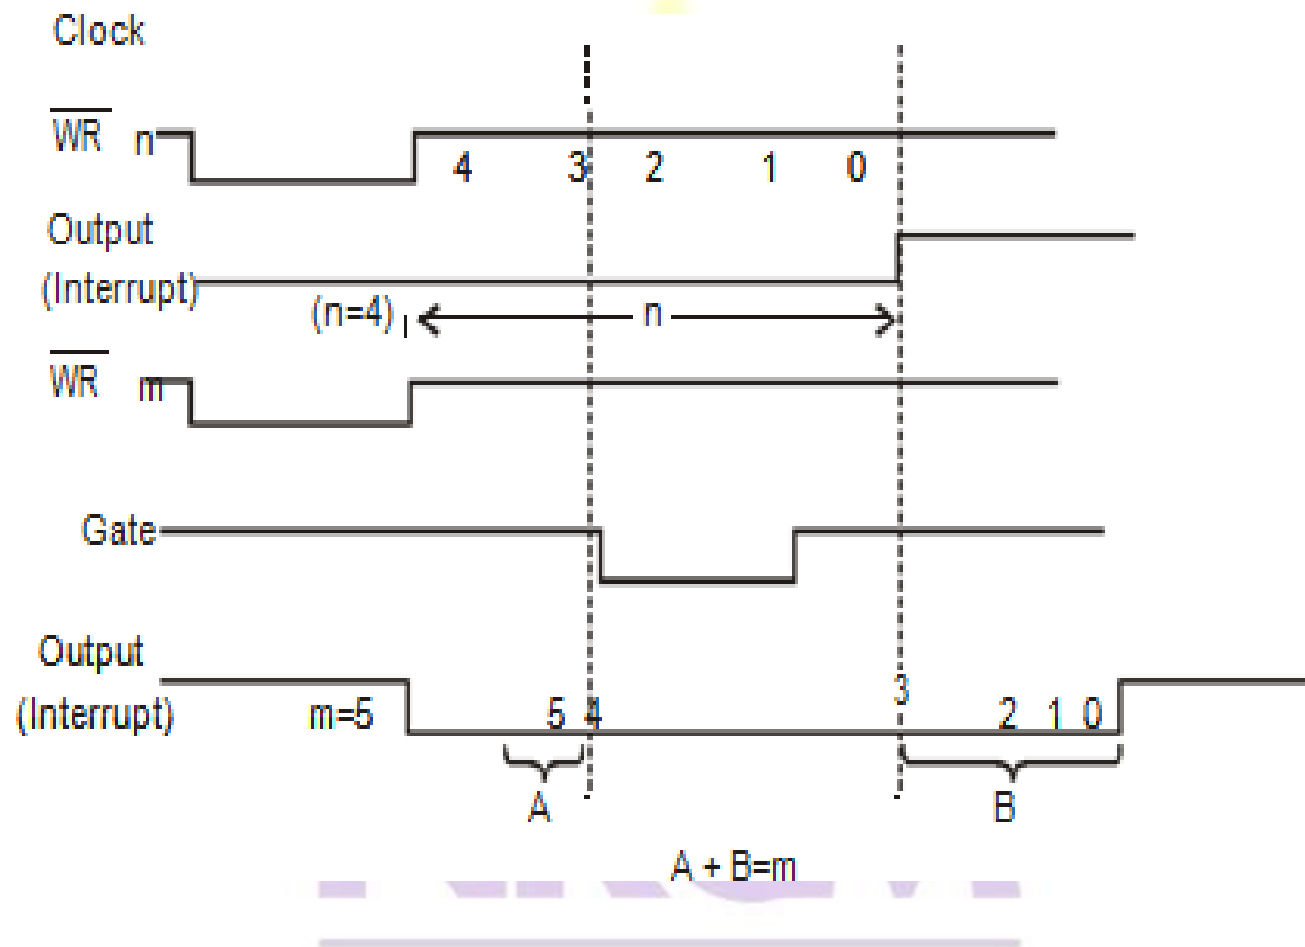 Clock
WR n
4 3 2 1 0
Output
(Interrupt)
(n=4) n
WR m
Gate
Output
(Interrupt) m=5 5 4 3 2 1 0
A B
A + B=m